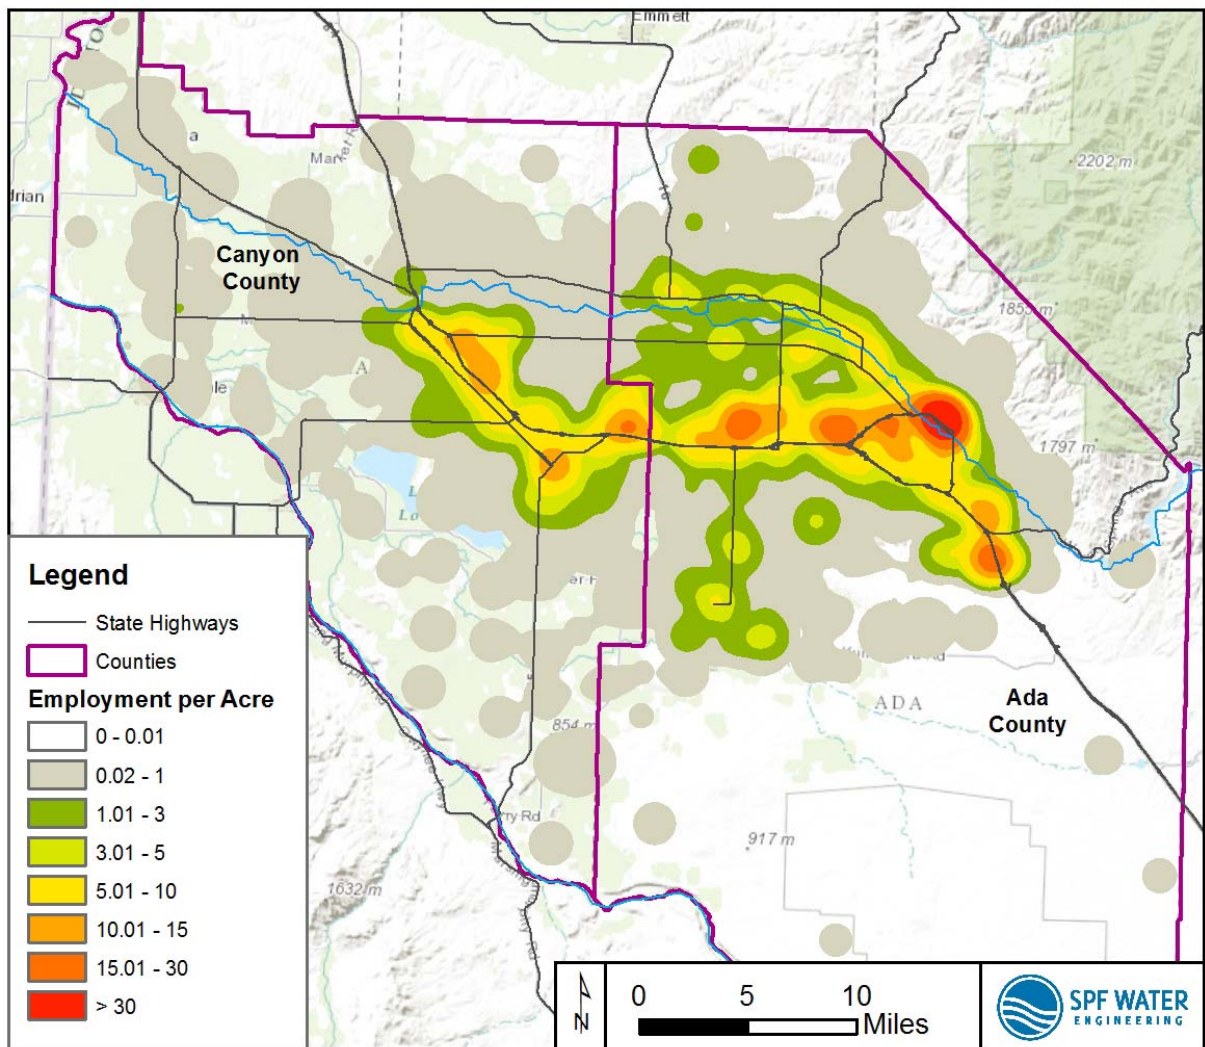 Emmett
2202 m
drian
Canyon
County
1855 m
1797 m
854 m
ADA
Ada
County
917 m
1632 m
Legend
State Highways
Counties
Employment per Acre
0 - 0.01
0.02 - 1
1.01 - 3
3.01 - 5
5.01 - 10
10.01 - 15
15.01 - 30
> 30
N
0 5 10
Miles
SPF WATER
ENGINEERING